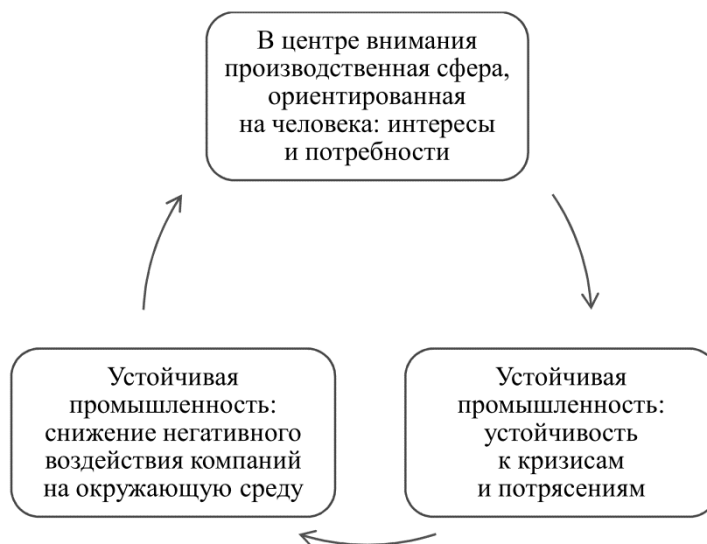 В центре внимания
производственная сфера,
ориентированная
на человека: интересы
и потребности
Устойчивая
промышленность:
снижение негативного
воздействия компаний
на окружающую среду
Устойчивая
промышленность:
устойчивость
к кризисам
и потрясениям